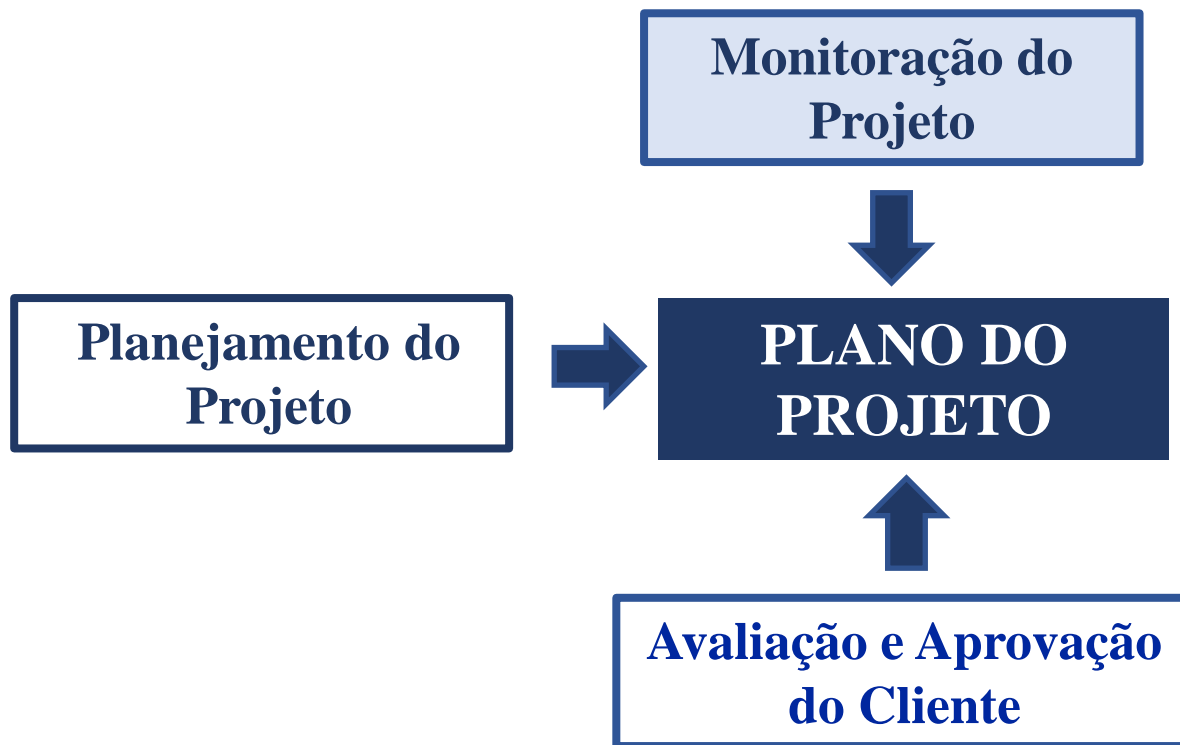 Monitoração do
Projeto
Planejamento do
Projeto
PLANO DO
PROJETO
Avaliação e Aprovação
do Cliente